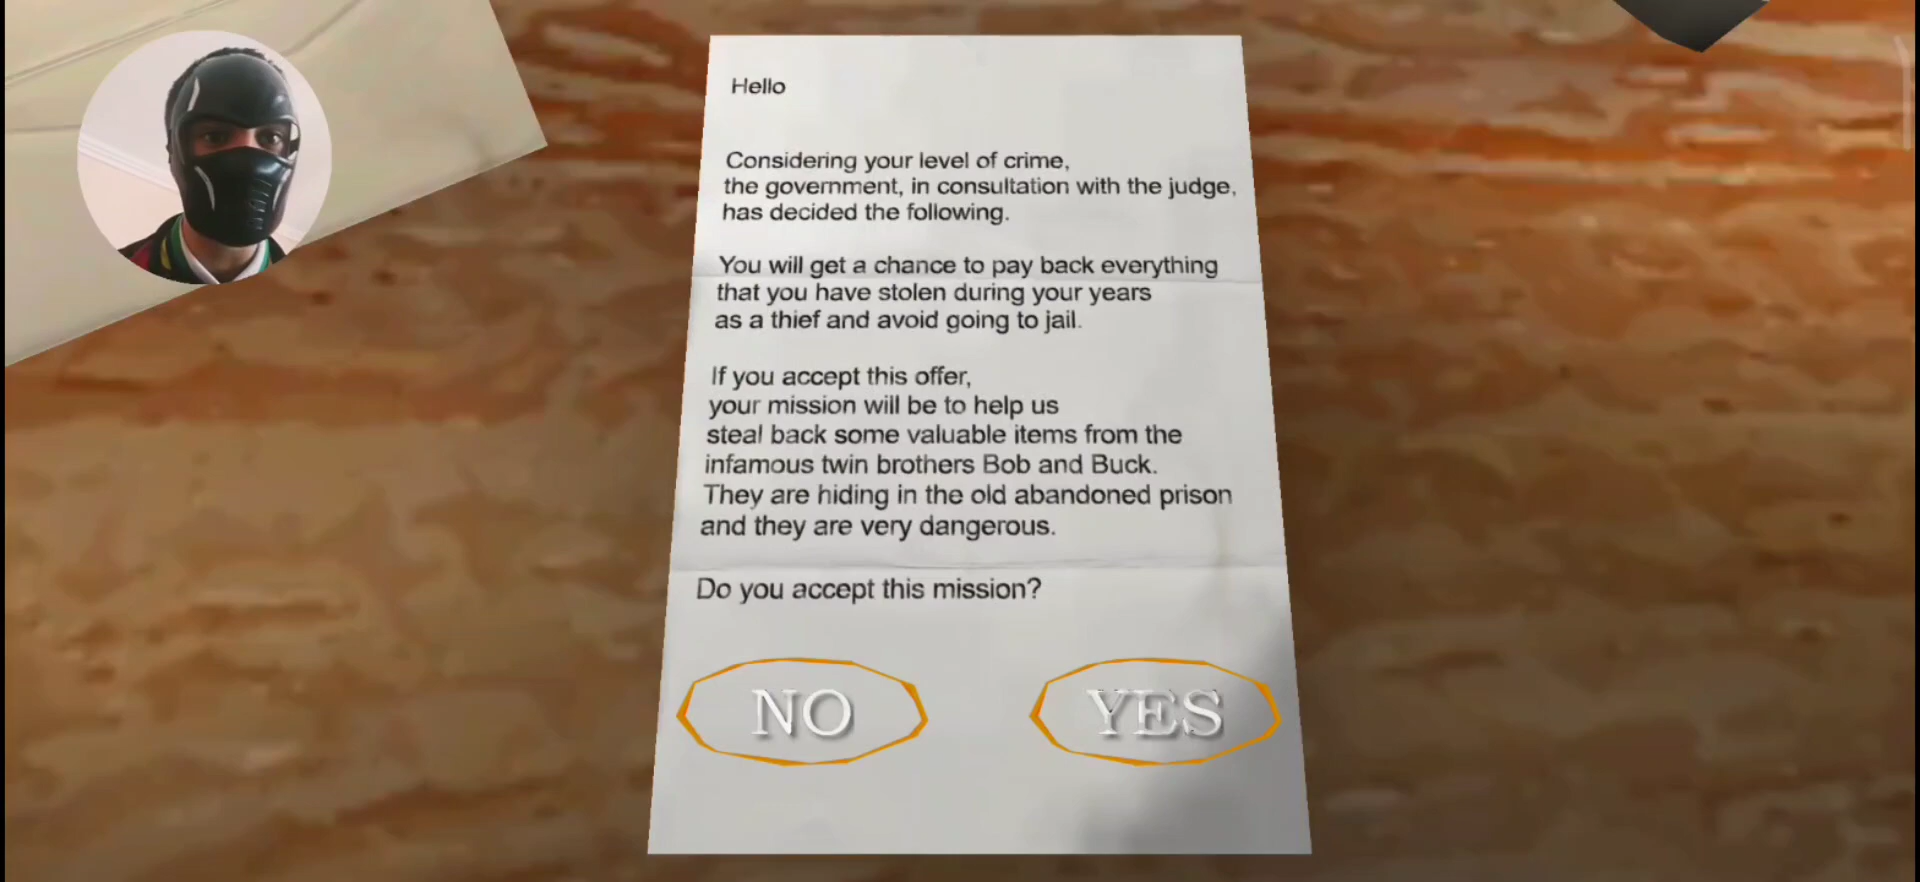 Hello
Considering your level of crime,
the government, in consultation with the judge,
has decided the following.
You will get a chance to pay back everything
that you have stolen during your years
as a thief and avoid going to jail.
If you accept this offer,
your mission will be to help us
steal back some valuable items from the
infamous twin brothers Bob and Buck.
They are hiding in the old abandoned prison
and they are very dangerous.
Do you accept this mission?
NO YES